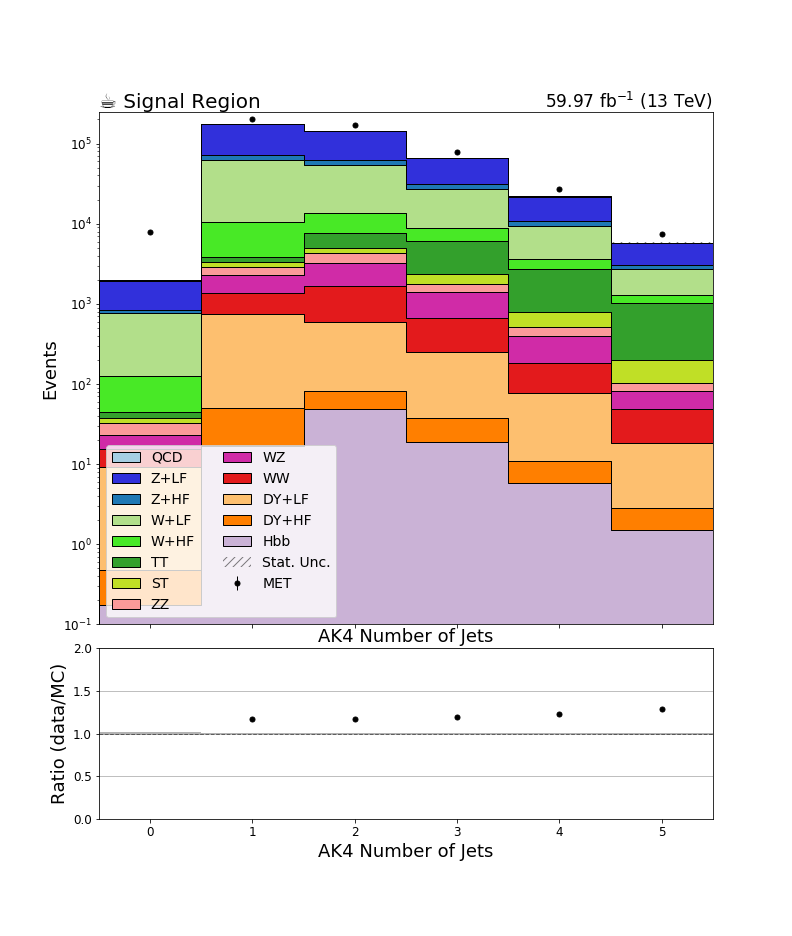 ☕ Signal Region 59.97 fb⁻¹ (13 TeV)
Events
10⁵
10⁴
10³
10²
10¹
10⁰
10⁻¹
QCD
Z+LF
Z+HF
W+LF
W+HF
TT
ST
ZZ
WZ
WW
DY+LF
DY+HF
Hbb
Stat. Unc.
MET
AK4 Number of Jets
Ratio (data/MC)
2.0
1.5
1.0
0.5
0.0
0 1 2 3 4 5
AK4 Number of Jets